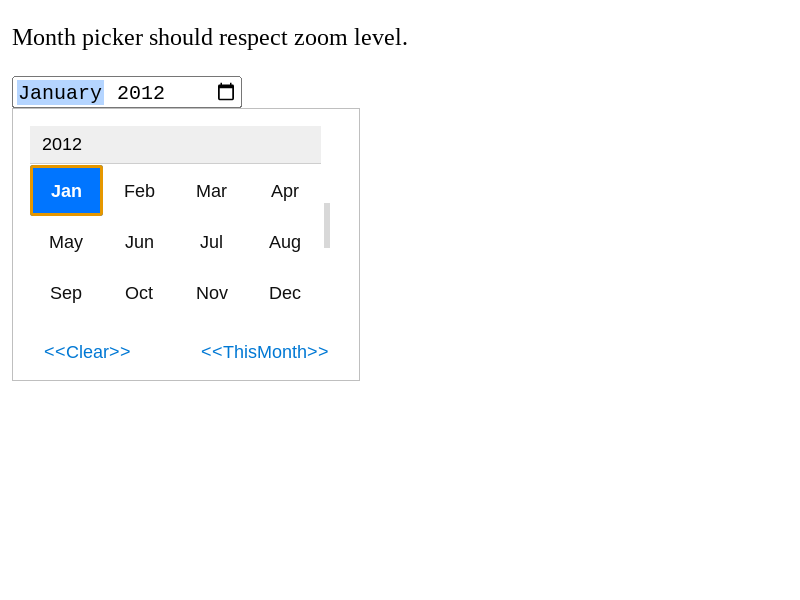 Month picker should respect zoom level.
January 2012
2012
Jan Feb Mar Apr
May Jun Jul Aug
Sep Oct Nov Dec
<<Clear>> <<ThisMonth>>